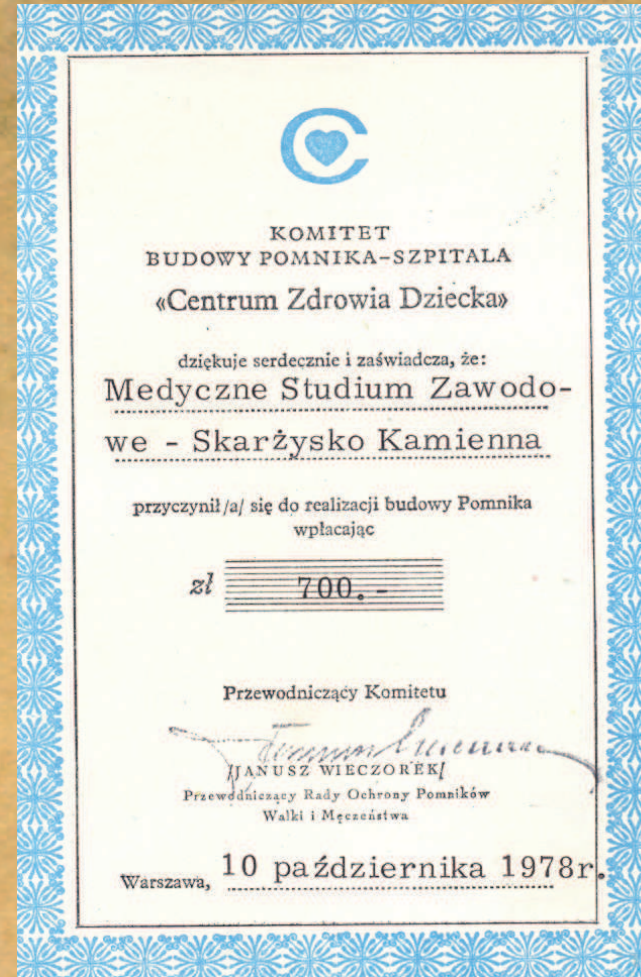 KOMITET
BUDOWY POMNIKA-SZPITALA
«Centrum Zdrowia Dziecka»
dziękuje serdecznie i zaświadcza, że:
Medyczne Studium Zawodo-
we - Skarżysko Kamienna
przyczynił/a/ się do realizacji budowy Pomnika
wpłacając
zł 700.-
Przewodniczący Komitetu
/JANUSZ WIECZOREK/
Przewodniczący Rady Ochrony Pomników
Walki i Męczeństwa
Warszawa, 10 października 1978r.